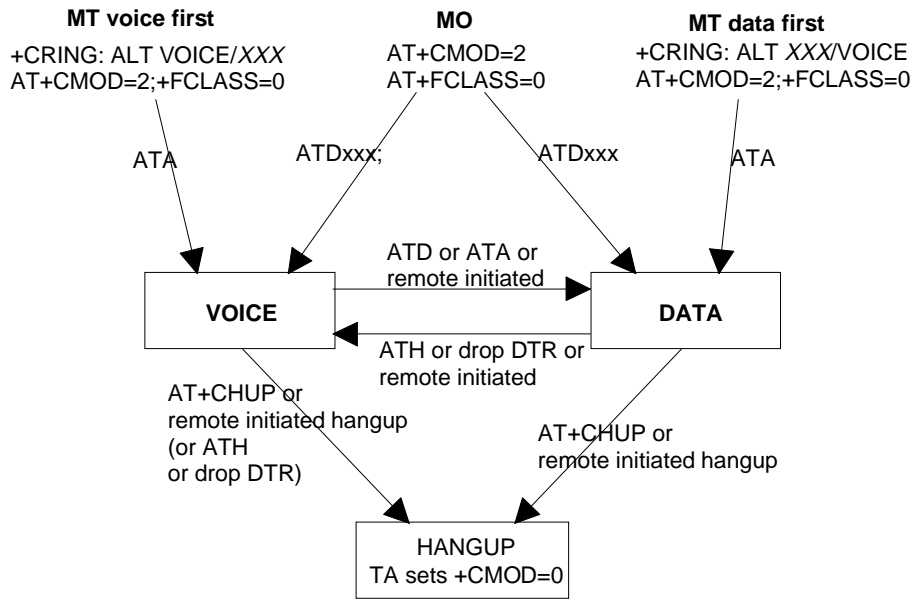 MT voice first
+CRING: ALT VOICE/XXX
AT+CMOD=2;+FCLASS=0
MO
AT+CMOD=2
AT+FCLASS=0
MT data first
+CRING: ALT XXX/VOICE
AT+CMOD=2;+FCLASS=0
ATA
ATDxxx;
ATDxxx
ATA
ATD or ATA or
remote initiated
VOICE
DATA
ATH or drop DTR or
remote initiated
AT+CHUP or
remote initiated hangup
(or ATH
or drop DTR)
AT+CHUP or
remote initiated hangup
HANGUP
TA sets +CMOD=0